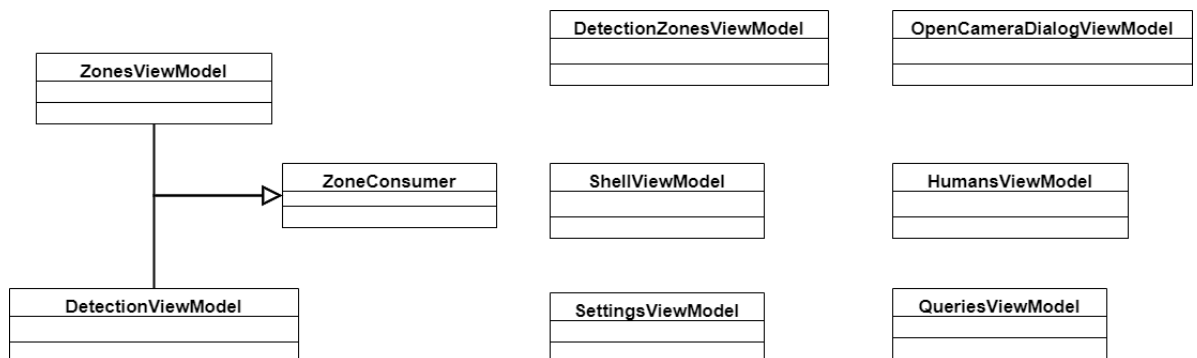 DetectionZonesViewModel
OpenCameraDialogViewModel
ZonesViewModel
ZoneConsumer
ShellViewModel
HumansViewModel
DetectionViewModel
SettingsViewModel
QueriesViewModel